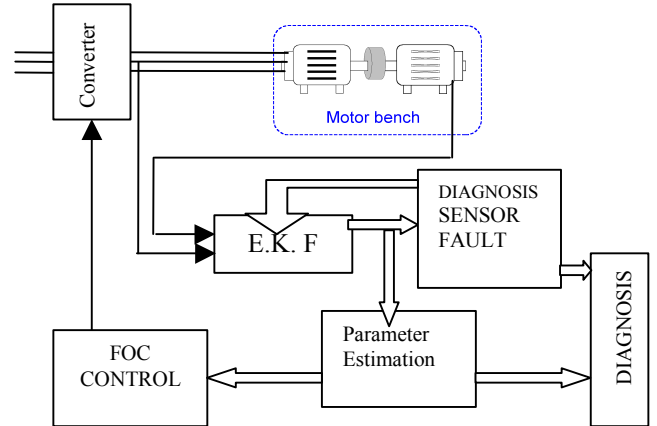 Converter
Motor bench
DIAGNOSIS
SENSOR
FAULT
E.K. F
Parameter
Estimation
FOC
CONTROL
DIAGNOSIS